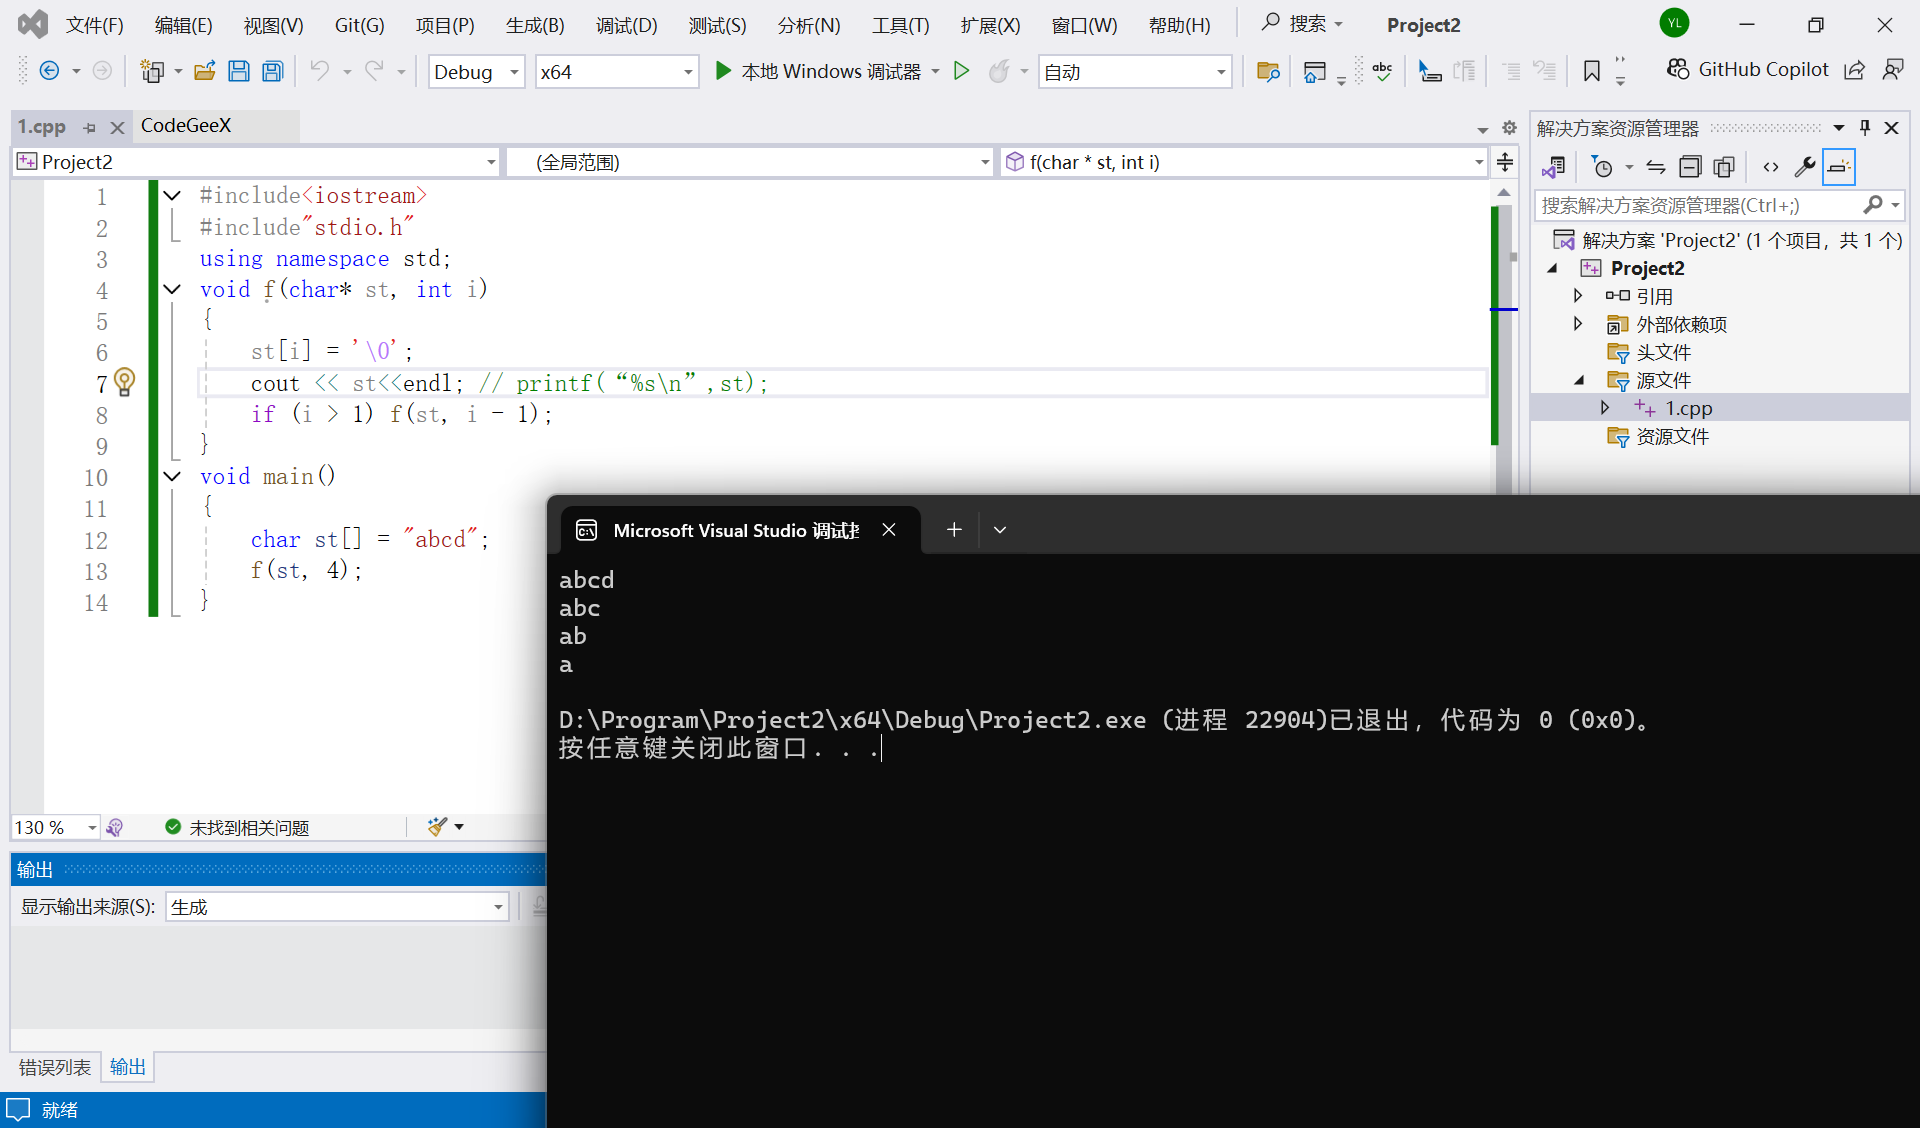 文件(F) 编辑(E) 视图(V) Git(G) 项目(P) 生成(B) 调试(D) 测试(S) 分析(N) 工具(T) 扩展(X) 窗口(W) 帮助(H) 搜索 Project2 YL
Debug x64 本地 Windows 调试器 自动 abc GitHub Copilot
1.cpp CodeGeeX
Project2 (全局范围) f(char * st, int i)
1 #include<iostream>
2 #include"stdio.h"
3 using namespace std;
4 void f(char* st, int i)
5 {
6 st[i] = '\0';
7 cout << st<<endl; // printf(“%s\n”,st);
8 if (i > 1) f(st, i - 1);
9 }
10 void main()
11 {
12 char st[] = "abcd";
13 f(st, 4);
14 }
130 % 未找到相关问题
输出
显示输出来源(S): 生成
错误列表 输出
就绪
解决方案资源管理器
搜索解决方案资源管理器(Ctrl+;)
解决方案 'Project2' (1 个项目，共 1 个)
Project2
引用
外部依赖项
头文件
源文件
1.cpp
资源文件
Microsoft Visual Studio 调试
abcd
abc
ab
a
D:\Program\Project2\x64\Debug\Project2.exe (进程 22904)已退出，代码为 0 (0x0)。
按任意键关闭此窗口. . .